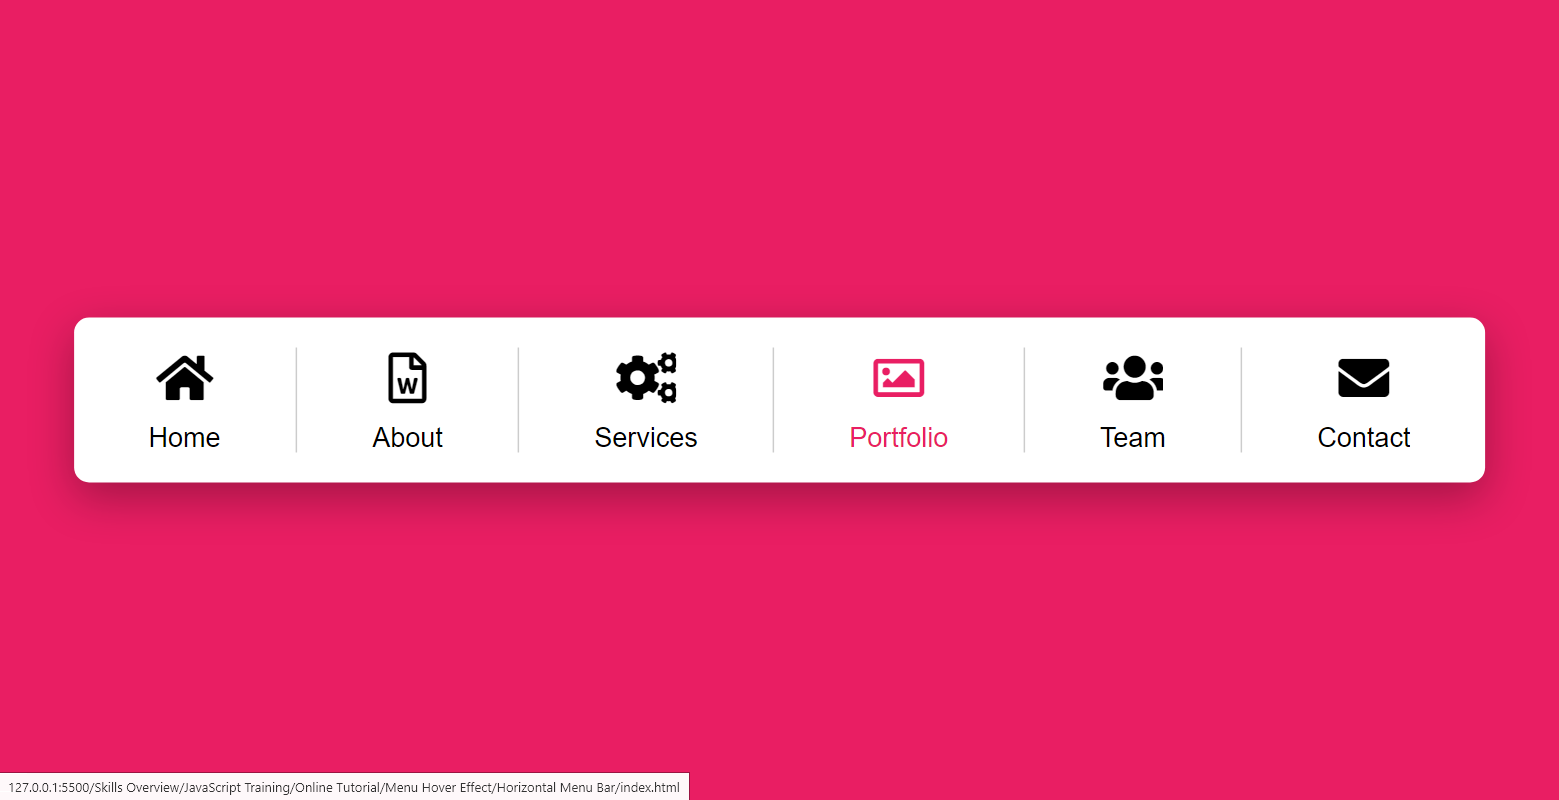 W
Home
About
Services
Portfolio
Team
Contact
127.0.0.1:5500/Skills Overview/JavaScript Training/Online Tutorial/Menu Hover Effect/Horizontal Menu Bar/index.html